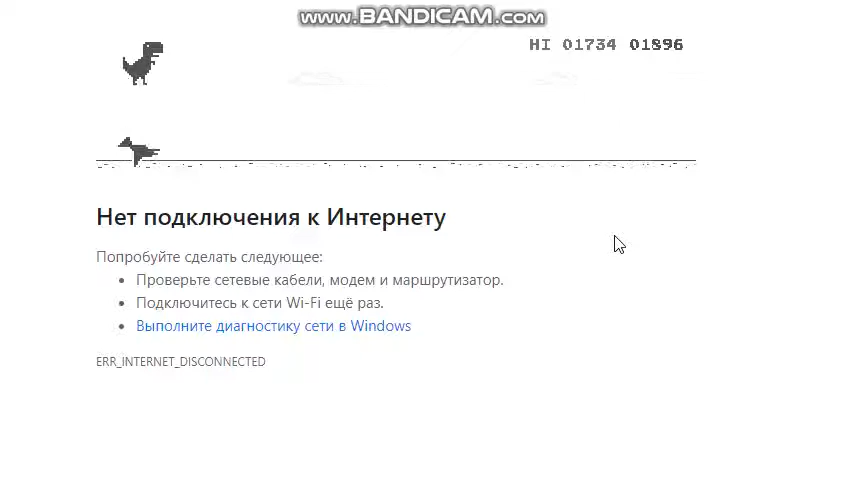 www.BANDICAM.com
HI 01734 01896
Нет подключения к Интернету
Попробуйте сделать следующее:
• Проверьте сетевые кабели, модем и маршрутизатор.
• Подключитесь к сети Wi-Fi ещё раз.
• Выполните диагностику сети в Windows
ERR_INTERNET_DISCONNECTED